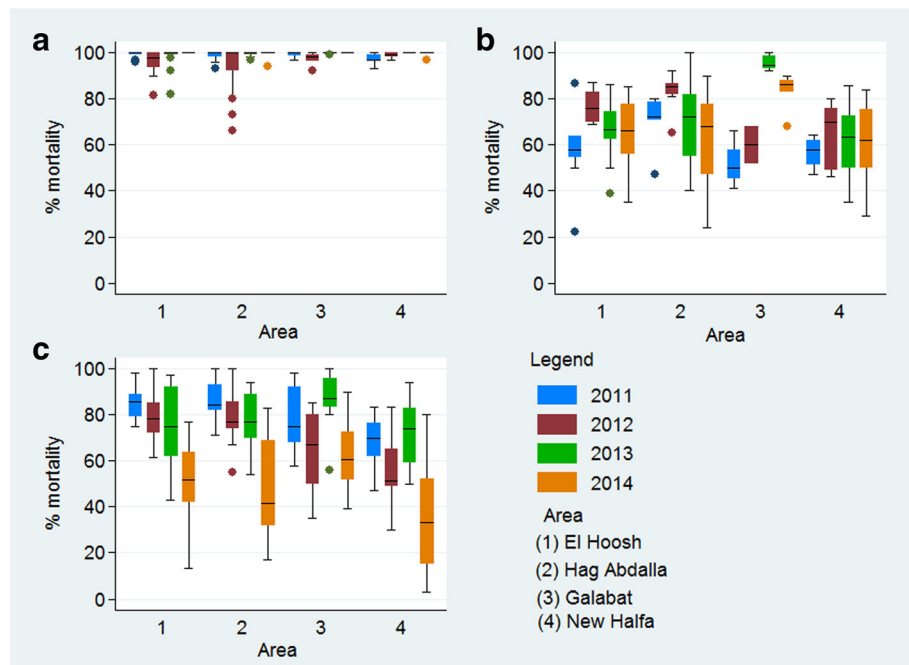 a
100
80
60
40
20
0
% mortality
1 2 3 4
Area
b
100
80
60
40
20
0
% mortality
1 2 3 4
Area
c
100
80
60
40
20
0
% mortality
1 2 3 4
Area
Legend
2011
2012
2013
2014
Area
(1) El Hoosh
(2) Hag Abdalla
(3) Galabat
(4) New Halfa